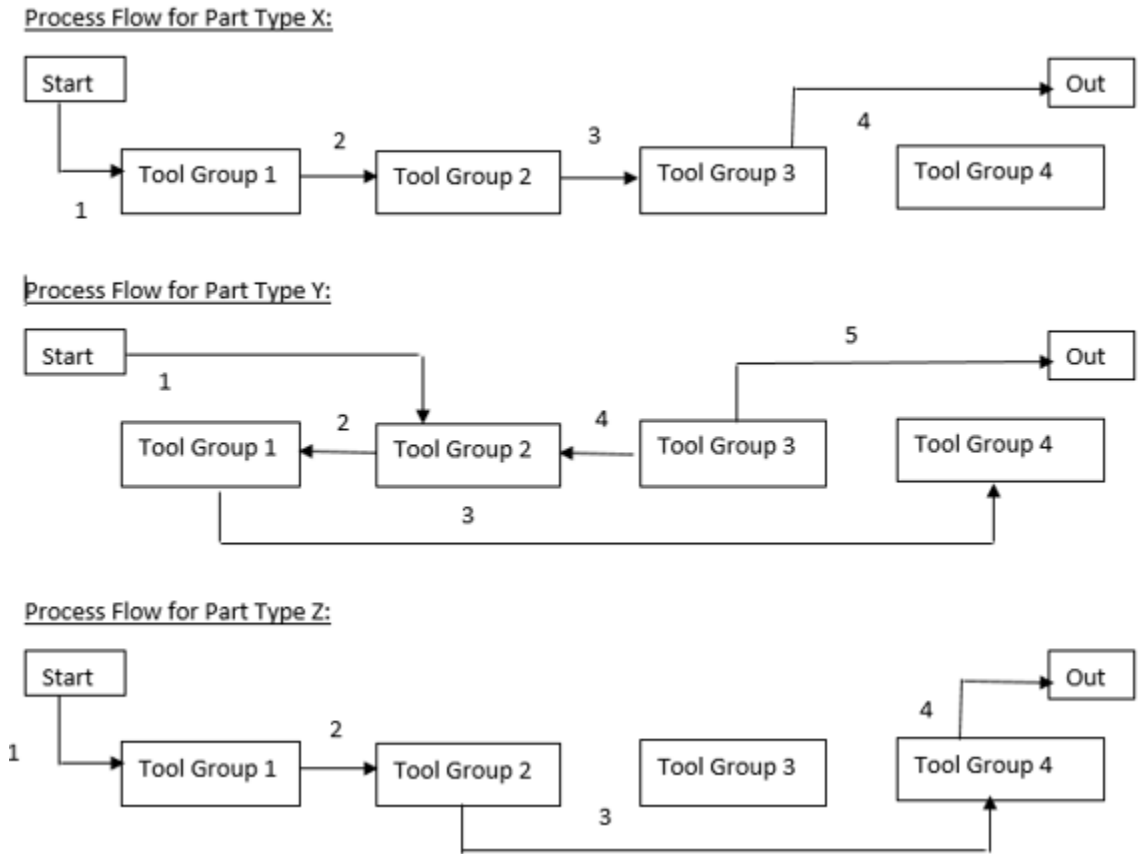 Process Flow for Part Type X:
Start
Out
2
3
4
Tool Group 1
Tool Group 2
Tool Group 3
Tool Group 4
1
Process Flow for Part Type Y:
Start
5
Out
1
2
4
Tool Group 1
Tool Group 2
Tool Group 3
Tool Group 4
3
Process Flow for Part Type Z:
Start
Out
2
4
1
Tool Group 1
Tool Group 2
Tool Group 3
Tool Group 4
3